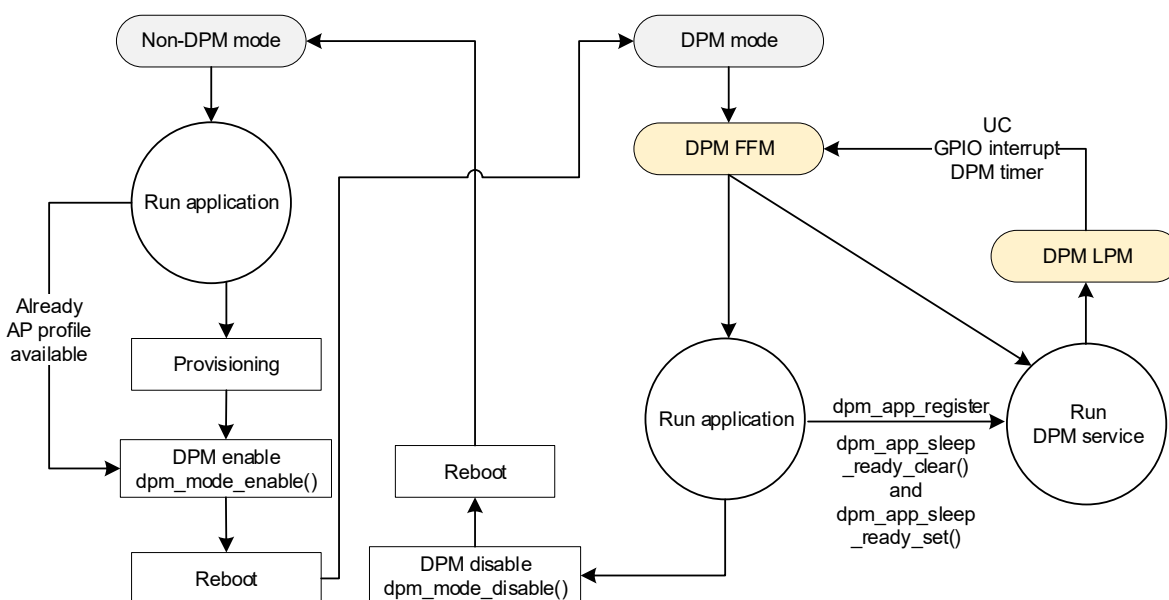 Non-DPM mode
DPM mode
DPM FFM
UC
GPIO interrupt
DPM timer
Run application
DPM LPM
Already
AP profile
available
Provisioning
Run application
dpm_app_register
Run
DPM service
dpm_app_sleep
_ready_clear()
and
dpm_app_sleep
_ready_set()
DPM enable
dpm_mode_enable()
Reboot
Reboot
DPM disable
dpm_mode_disable()